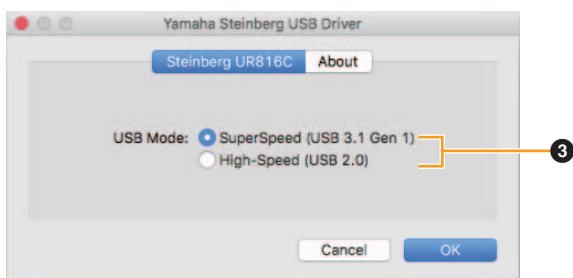 Yamaha Steinberg USB Driver
Steinberg UR816C About
USB Mode: SuperSpeed (USB 3.1 Gen 1)
High-Speed (USB 2.0)
3
Cancel OK